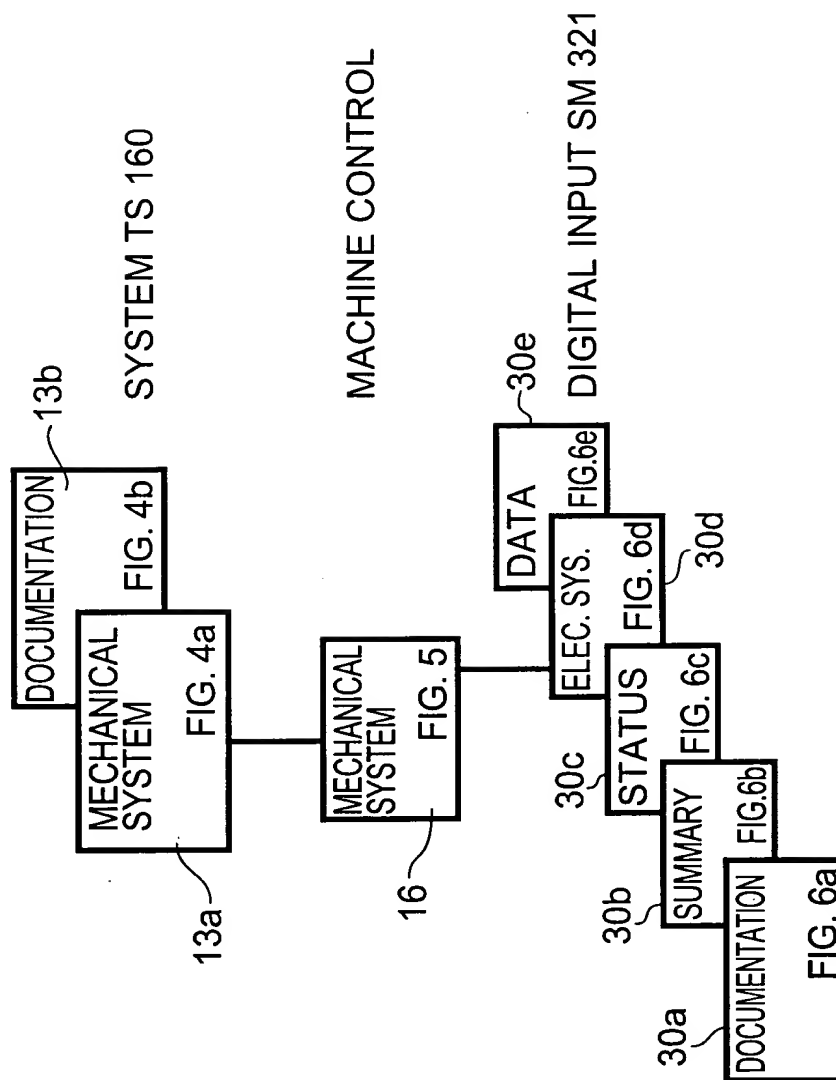 DOCUMENTATION
13b
FIG. 4b
SYSTEM TS 160
MECHANICAL
SYSTEM
FIG. 4a
13a
MECHANICAL
SYSTEM
FIG. 5
16
MACHINE CONTROL
DATA
30e
FIG.6e
DIGITAL INPUT SM 321
ELEC. SYS.
FIG. 6d
30d
30c
STATUS
FIG. 6c
30b
SUMMARY
FIG.6b
30a
DOCUMENTATION
FIG. 6a